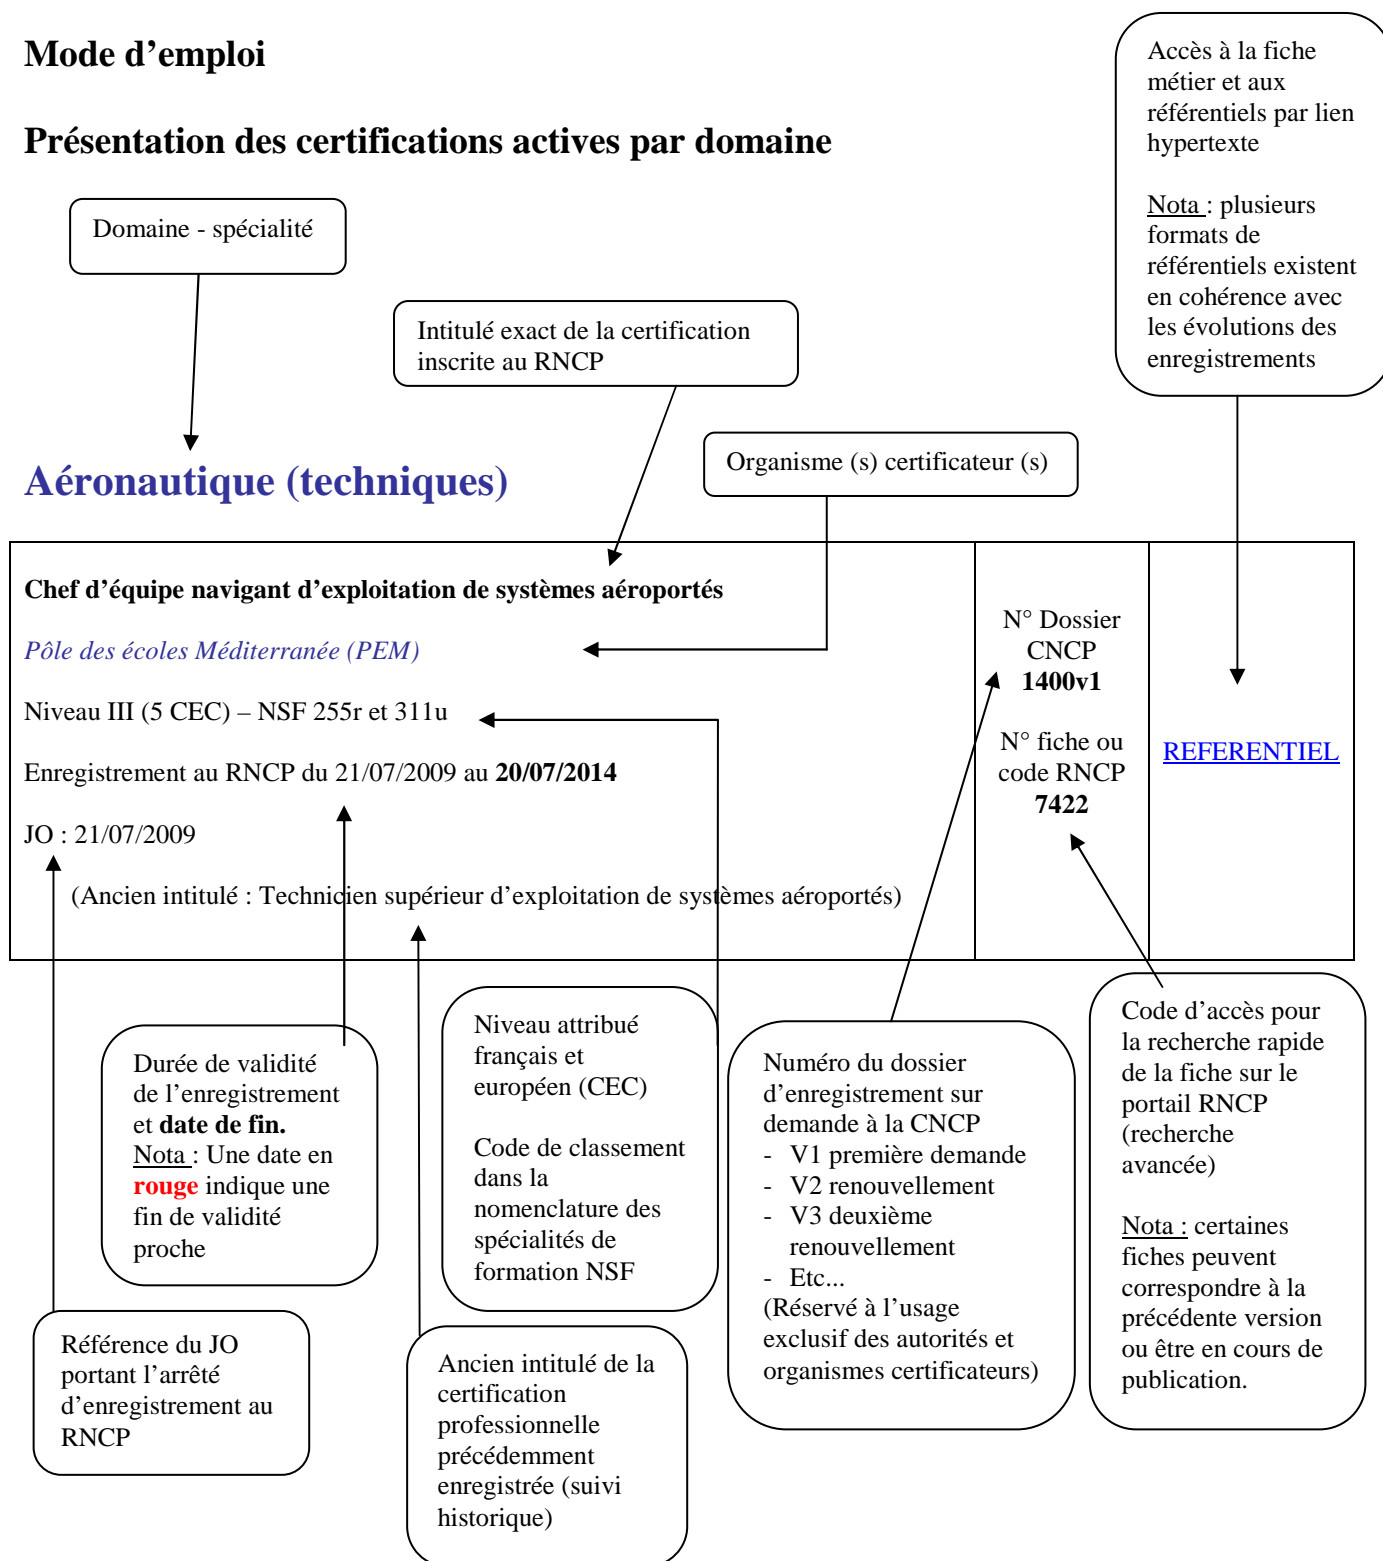 Mode d’emploi
Présentation des certifications actives par domaine
Accès à la fiche
métier et aux
référentiels par lien
hypertexte
Nota : plusieurs
formats de
référentiels existent
en cohérence avec
les évolutions des
enregistrements
Domaine - spécialité
Intitulé exact de la certification
inscrite au RNCP
Organisme (s) certificateur (s)
Aéronautique (techniques)
Chef d’équipe navigant d’exploitation de systèmes aéroportés
Pôle des écoles Méditerranée (PEM)
Niveau III (5 CEC) – NSF 255r et 311u
Enregistrement au RNCP du 21/07/2009 au 20/07/2014
JO : 21/07/2009
(Ancien intitulé : Technicien supérieur d’exploitation de systèmes aéroportés)
N° Dossier
CNCP
1400v1
N° fiche ou
code RNCP
7422
REFERENTIEL
Durée de validité
de l’enregistrement
et date de fin.
Nota : Une date en
rouge indique une
fin de validité
proche
Niveau attribué
français et
européen (CEC)
Code de classement
dans la
nomenclature des
spécialités de
formation NSF
Numéro du dossier
d’enregistrement sur
demande à la CNCP
- V1 première demande
- V2 renouvellement
- V3 deuxième
renouvellement
- Etc...
(Réservé à l’usage
exclusif des autorités et
organismes certificateurs)
Code d’accès pour
la recherche rapide
de la fiche sur le
portail RNCP
(recherche
avancée)
Nota : certaines
fiches peuvent
correspondre à la
précédente version
ou être en cours de
publication.
Référence du JO
portant l’arrêté
d’enregistrement au
RNCP
Ancien intitulé de la
certification
professionnelle
précédemment
enregistrée (suivi
historique)